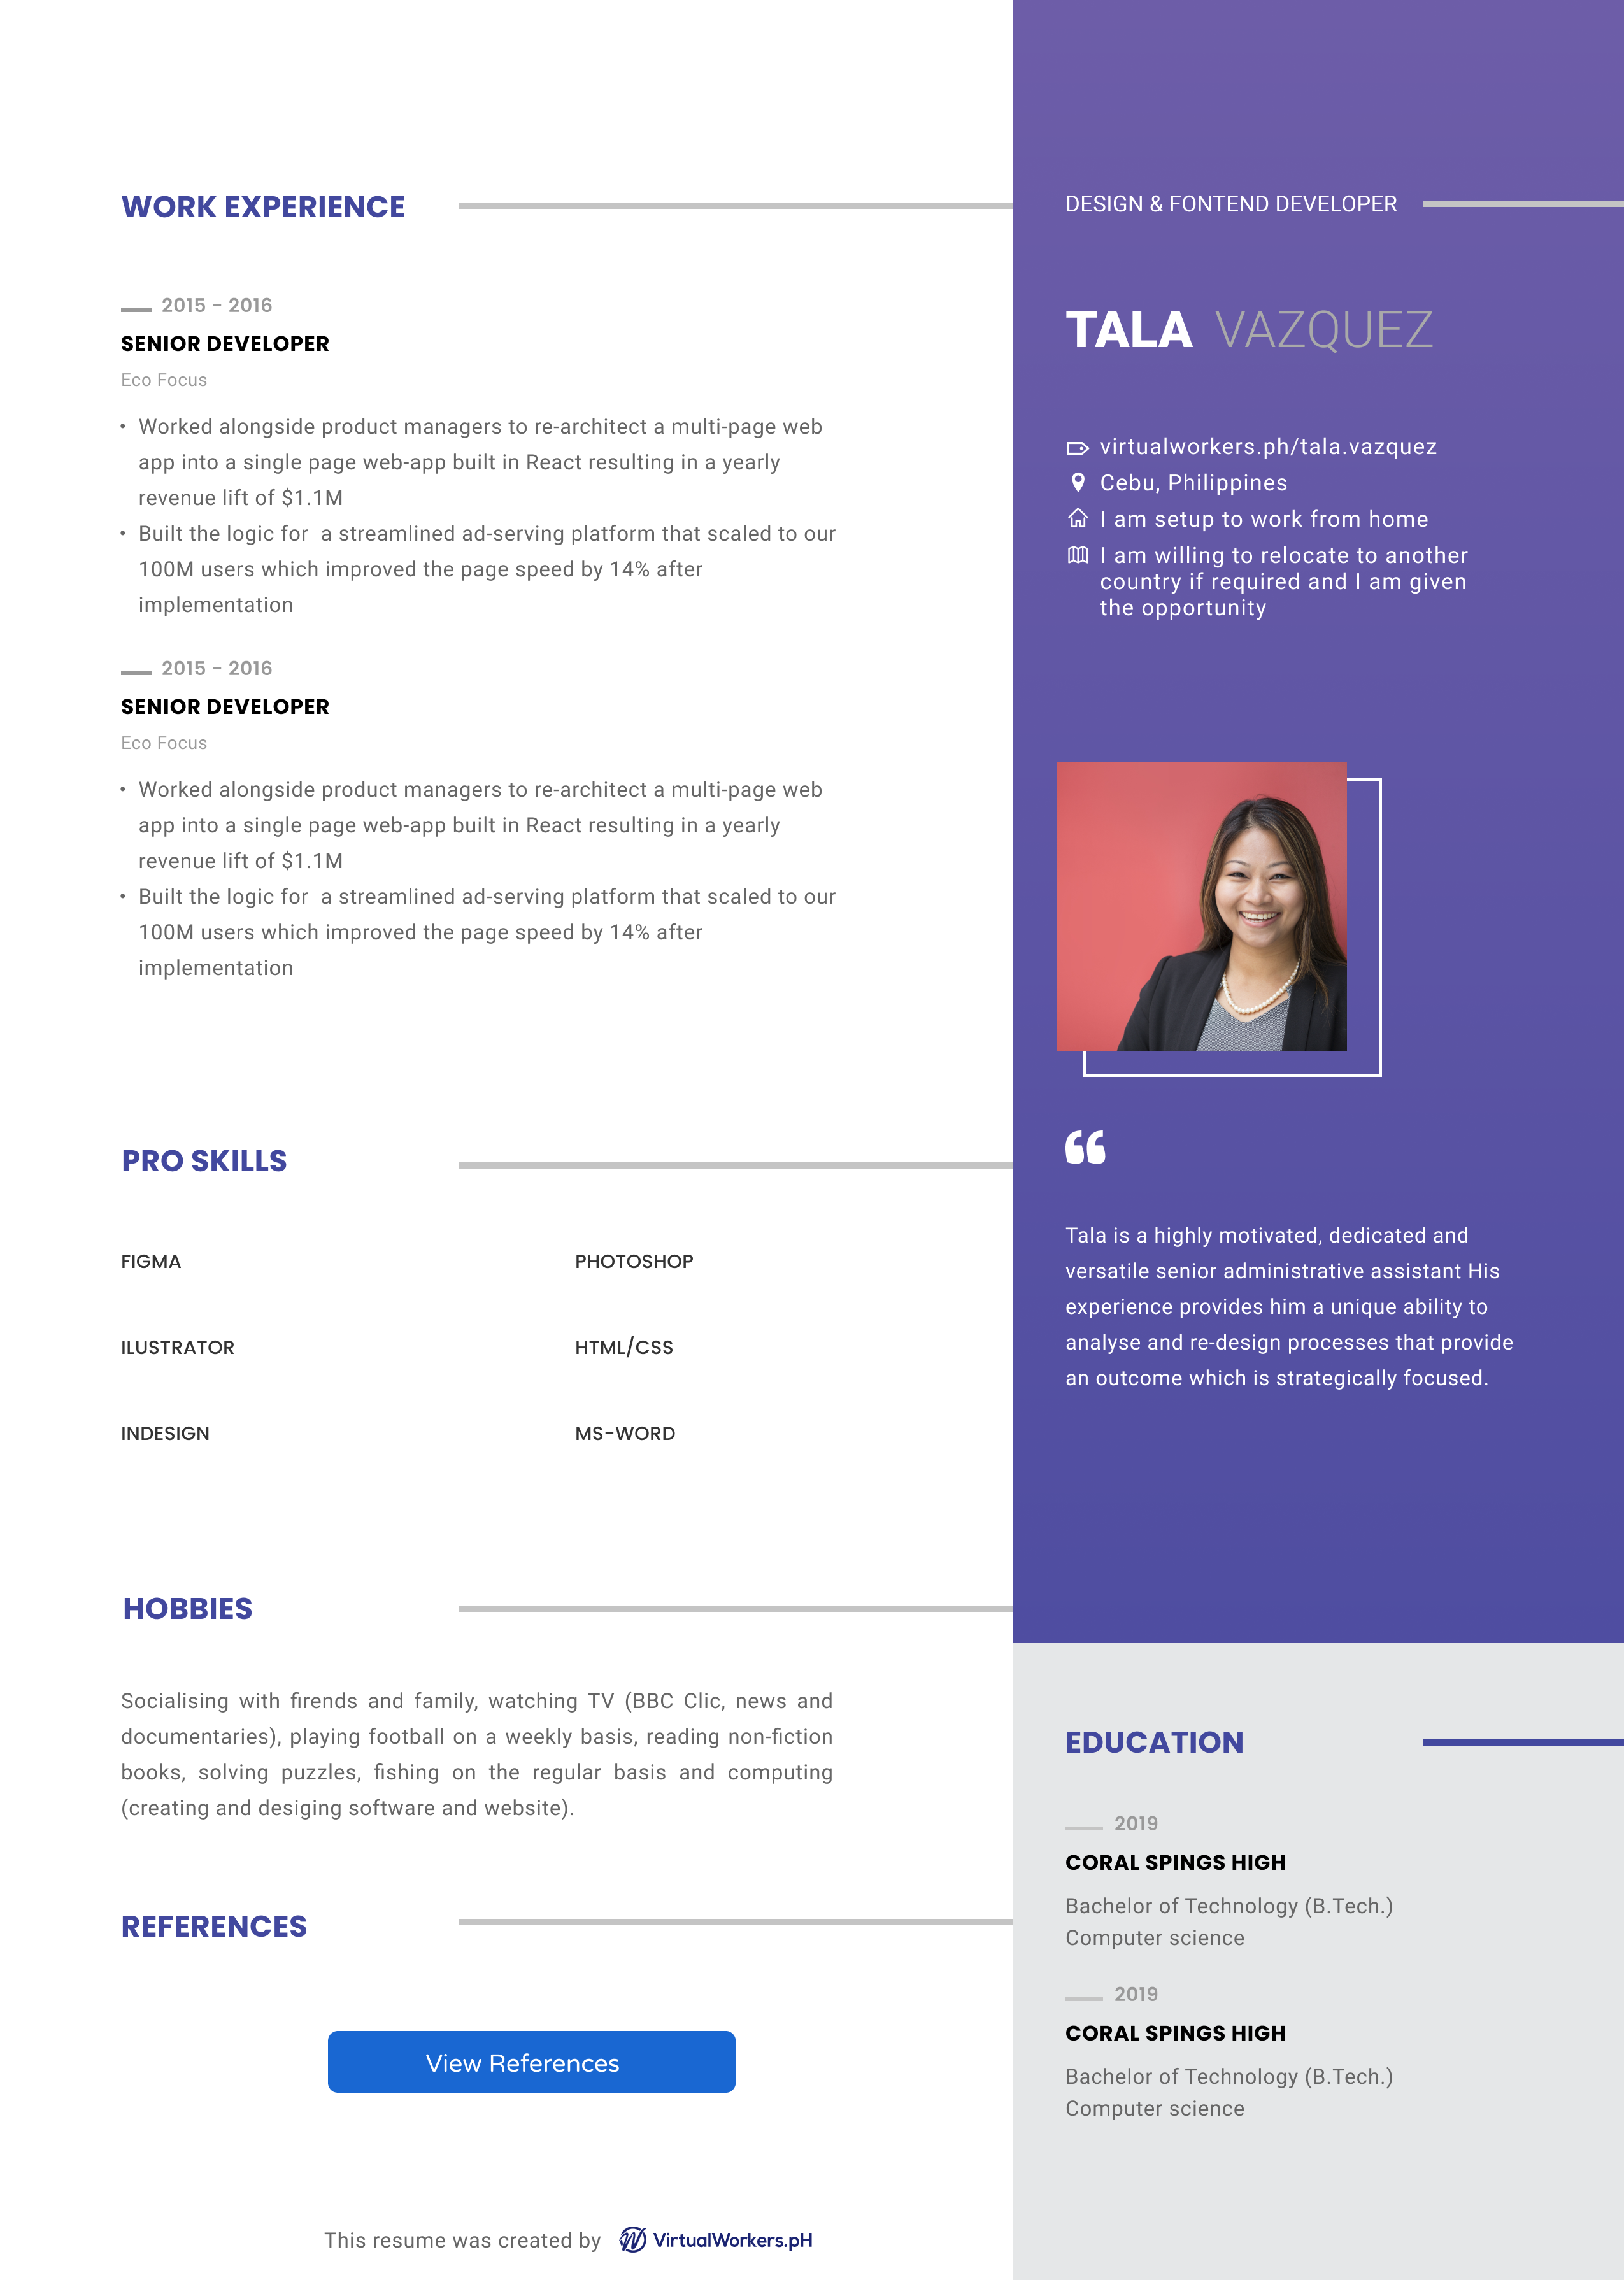 WORK EXPERIENCE
2015 - 2016
SENIOR DEVELOPER
Eco Focus
• Worked alongside product managers to re-architect a multi-page web
app into a single page web-app built in React resulting in a yearly
revenue lift of $1.1M
• Built the logic for  a streamlined ad-serving platform that scaled to our
100M users which improved the page speed by 14% after
implementation
2015 - 2016
SENIOR DEVELOPER
Eco Focus
• Worked alongside product managers to re-architect a multi-page web
app into a single page web-app built in React resulting in a yearly
revenue lift of $1.1M
• Built the logic for  a streamlined ad-serving platform that scaled to our
100M users which improved the page speed by 14% after
implementation
PRO SKILLS
FIGMA
PHOTOSHOP
ILUSTRATOR
HTML/CSS
INDESIGN
MS-WORD
HOBBIES
Socialising with firends and family, watching TV (BBC Clic, news and
documentaries), playing football on a weekly basis, reading non-fiction
books, solving puzzles, fishing on the regular basis and computing
(creating and desiging software and website).
REFERENCES
View References
This resume was created by VirtualWorkers.pH
DESIGN & FONTEND DEVELOPER
TALA VAZQUEZ
virtualworkers.ph/tala.vazquez
Cebu, Philippines
I am setup to work from home
I am willing to relocate to another
country if required and I am given
the opportunity
“
Tala is a highly motivated, dedicated and
versatile senior administrative assistant His
experience provides him a unique ability to
analyse and re-design processes that provide
an outcome which is strategically focused.
EDUCATION
2019
CORAL SPINGS HIGH
Bachelor of Technology (B.Tech.)
Computer science
2019
CORAL SPINGS HIGH
Bachelor of Technology (B.Tech.)
Computer science